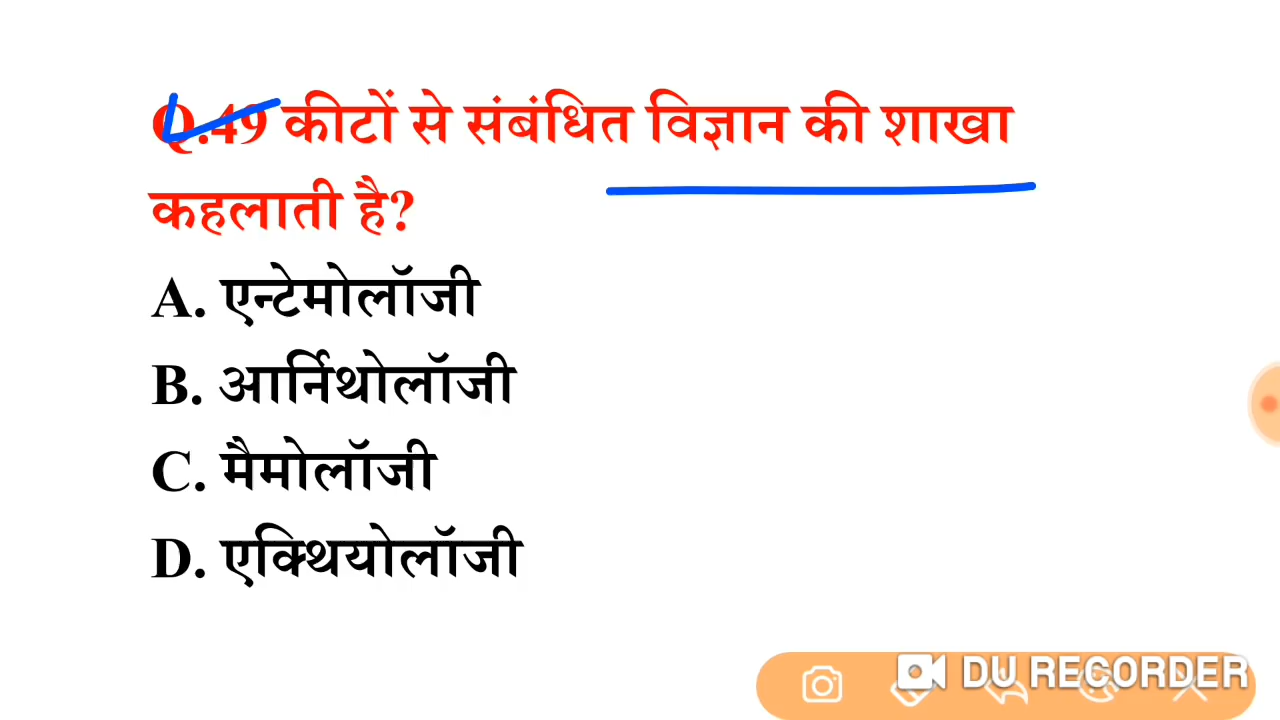 Q.49 कीटों से संबंधित विज्ञान की शाखा
कहलाती है?
A. एन्टेमोलॉजी
B. आर्निथोलॉजी
C. मैमोलॉजी
D. एक्थियोलॉजी
DU RECORDER